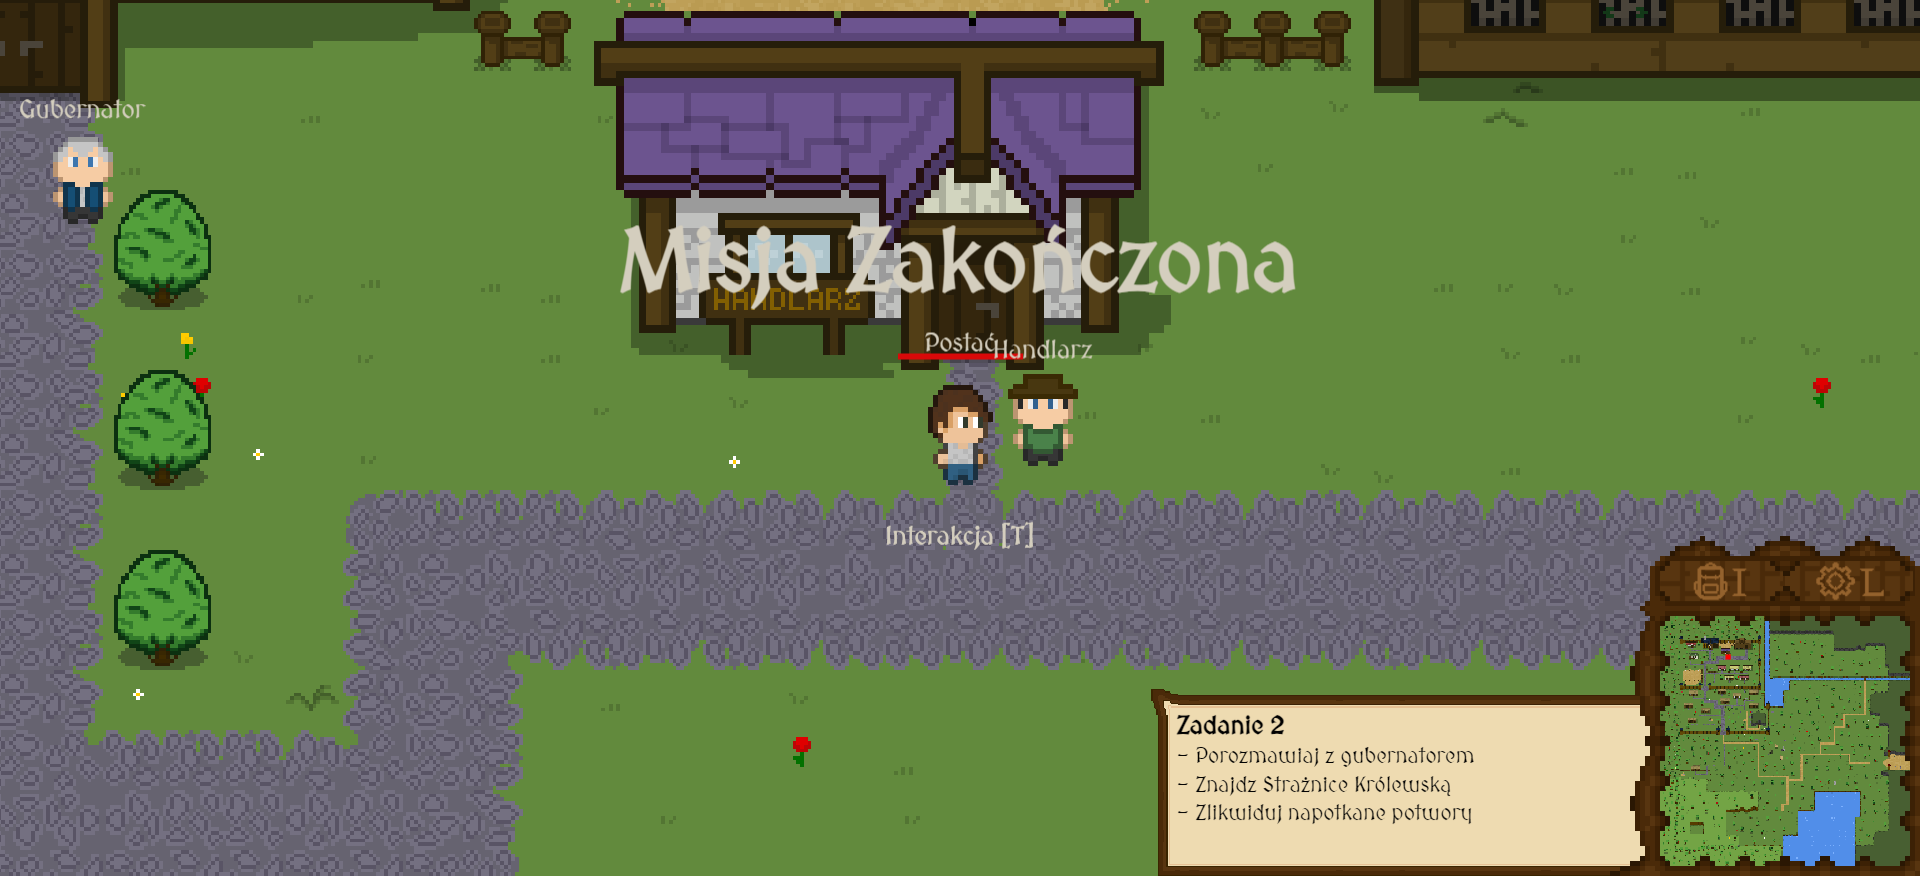 Gubernator
Misja Zakończona
HANDLARZ
Postać
Handlarz
Interakcja [T]
I
L
Zadanie 2
- Porozmawiaj z gubernatorem
- Znajdz Strażnice Królewską
- Zlikwiduj napotkane potwory